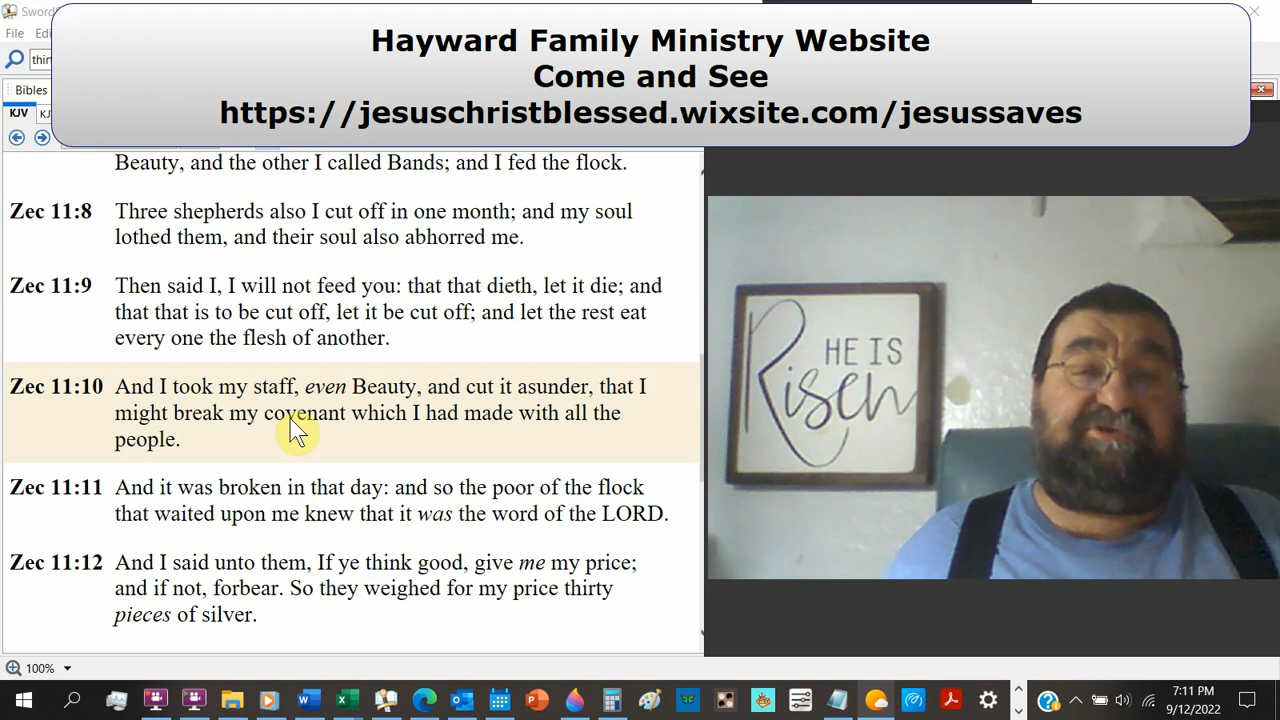 Hayward Family Ministry Website
Come and See
https://jesuschristblessed.wixsite.com/jesussaves
Sword
File Edi
thir
Bibles
KJV KJ
Beauty, and the other I called Bands; and I fed the flock.
Zec 11:8 Three shepherds also I cut off in one month; and my soul
lothed them, and their soul also abhorred me.
Zec 11:9 Then said I, I will not feed you: that that dieth, let it die; and
that that is to be cut off, let it be cut off; and let the rest eat
every one the flesh of another.
Zec 11:10 And I took my staff, even Beauty, and cut it asunder, that I
might break my covenant which I had made with all the
people.
Zec 11:11 And it was broken in that day: and so the poor of the flock
that waited upon me knew that it was the word of the LORD.
Zec 11:12 And I said unto them, If ye think good, give me my price;
and if not, forbear. So they weighed for my price thirty
pieces of silver.
HE IS
Risen
100%
7:11 PM
9/12/2022